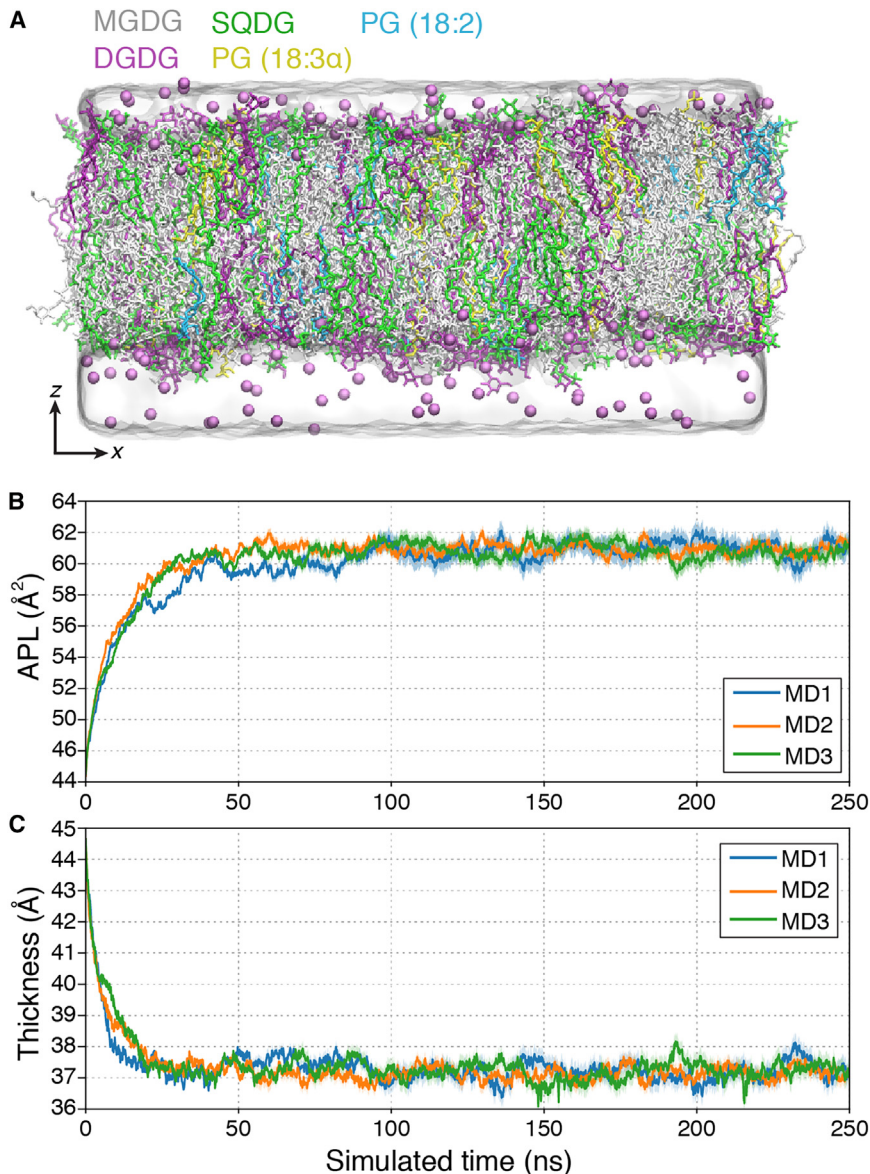 A
MGDG SQDG PG (18:2)
DGDG PG (18:3α)
z
x
B
APL (Å²)
64
62
60
58
56
54
52
50
46
44
MD1
MD2
MD3
0 50 100 150 200 250
C
Thickness (Å)
45
44
43
42
41
40
39
38
37
36
MD1
MD2
MD3
0 50 100 150 200 250
Simulated time (ns)